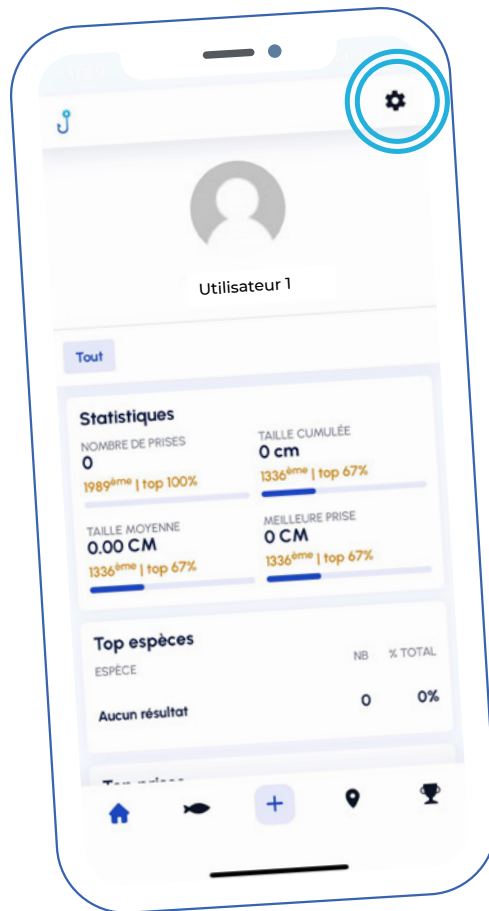 Utilisateur 1
Tout
Statistiques
NOMBRE DE PRISES
0
1989ème | top 100%
TAILLE CUMULÉE
0 cm
1336ème | top 67%
TAILLE MOYENNE
0.00 CM
1336ème | top 67%
MEILLEURE PRISE
0 CM
1336ème | top 67%
Top espèces
ESPÈCE NB % TOTAL
Aucun résultat 0 0%
Top prises